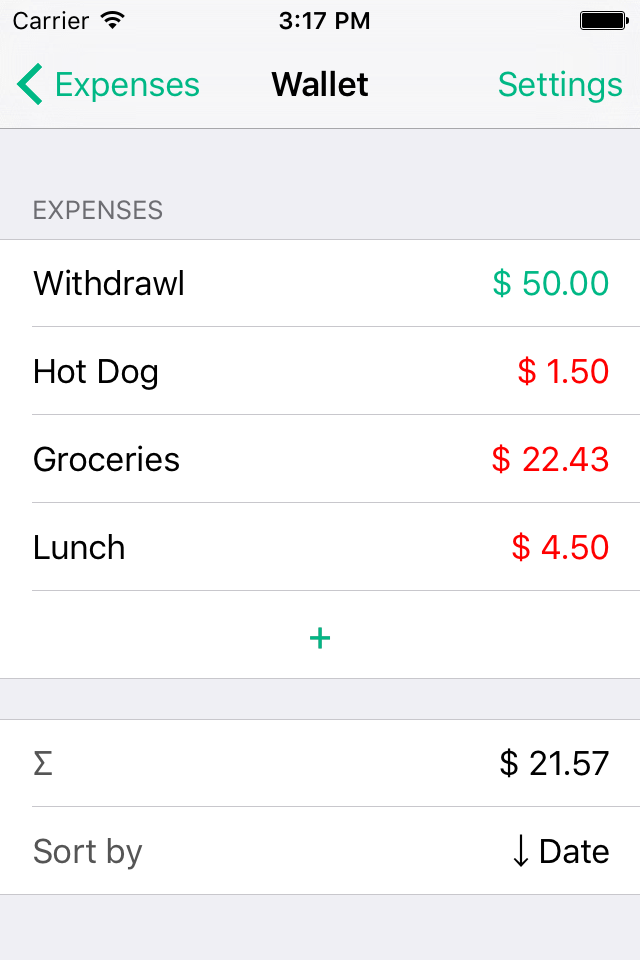 Carrier 3:17 PM
Expenses Wallet Settings
EXPENSES
Withdrawl $ 50.00
Hot Dog $ 1.50
Groceries $ 22.43
Lunch $ 4.50
+
Σ $ 21.57
Sort by ↓ Date